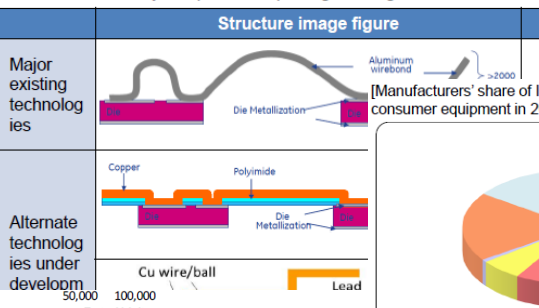 Structure image figure
Major
existing
technolog
ies
Aluminum
wirebond
>2000
Die
Die Metallization
Die
[Manufacturers' share of
consumer equipment in 2
Copper
Polyimide
Die
Die
Metallization
Die
Alternate
technolog
ies under
developm
Cu wire/ball
Lead
50,000 100,000